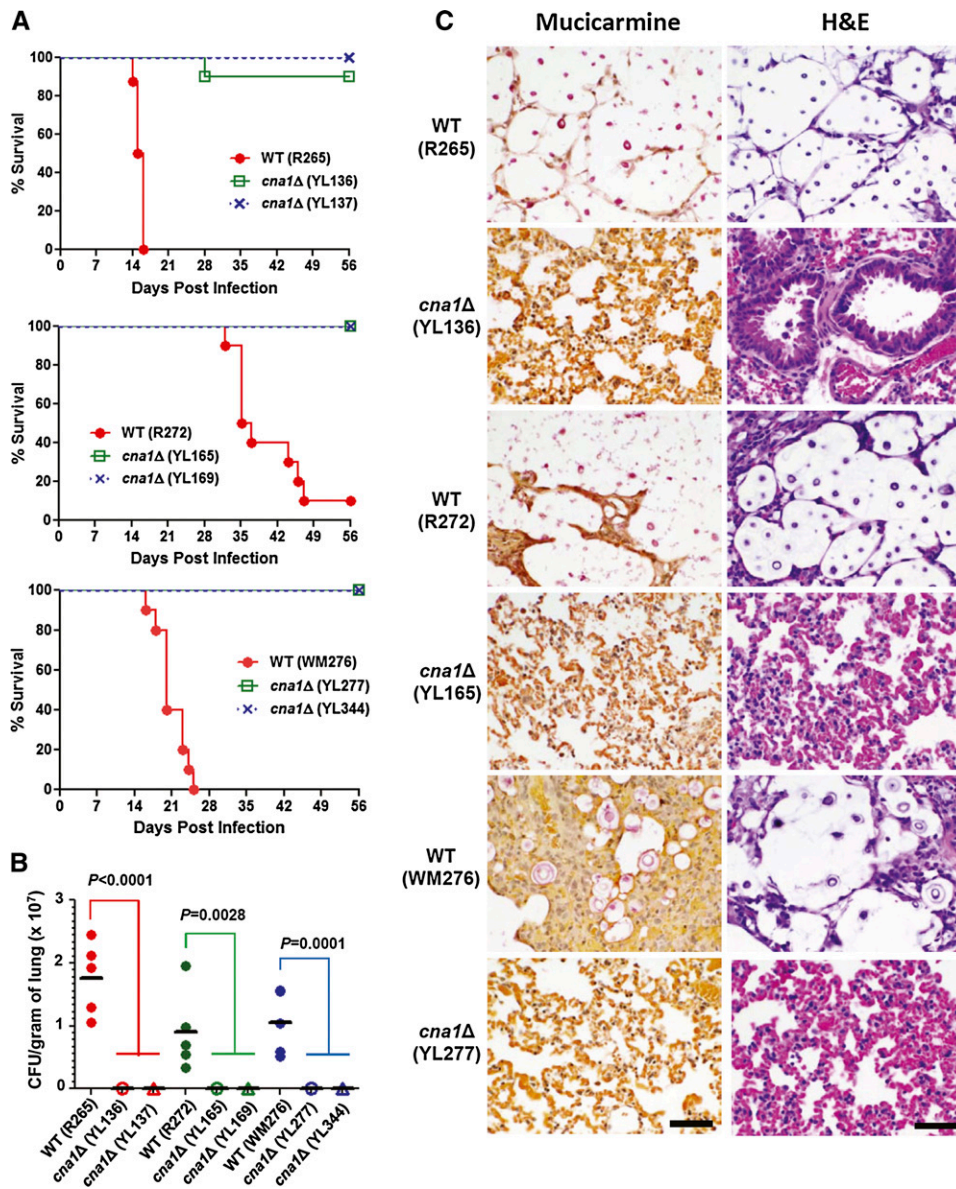 A
100
80
60
40
20
0
% Survival
WT (R265)
cna1Δ (YL136)
cna1Δ (YL137)
0 7 14 21 28 35 42 49 56
Days Post Infection
100
80
60
40
20
0
% Survival
WT (R272)
cna1Δ (YL165)
cna1Δ (YL169)
0 7 14 21 28 35 42 49 56
Days Post Infection
100
80
60
40
20
0
% Survival
WT (WM276)
cna1Δ (YL277)
cna1Δ (YL344)
0 7 14 21 28 35 42 49 56
Days Post Infection
B
CFU/gram of lung (x 10⁷)
3
2
1
0
P<0.0001
P=0.0028
P=0.0001
WT (R265)
cna1Δ (YL136)
cna1Δ (YL137)
WT (R272)
cna1Δ (YL165)
cna1Δ (YL169)
WT (WM276)
cna1Δ (YL277)
cna1Δ (YL344)
C
Mucicarmine H&E
WT
(R265)
cna1Δ
(YL136)
WT
(R272)
cna1Δ
(YL165)
WT
(WM276)
cna1Δ
(YL277)